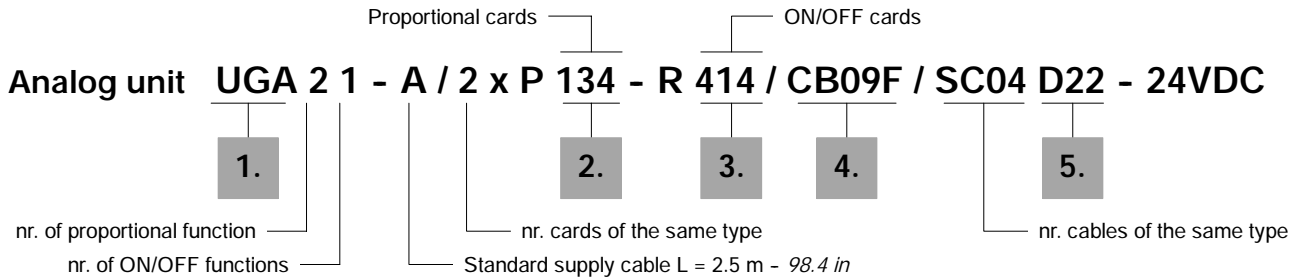 Proportional cards ON/OFF cards
Analog unit UGA 2 1 - A / 2 x P 134 - R 414 / CB09F / SC04 D22 - 24VDC
1. 2. 3. 4. 5.
nr. of proportional function nr. cards of the same type nr. cables of the same type
nr. of ON/OFF functions Standard supply cable L = 2.5 m - 98.4 in